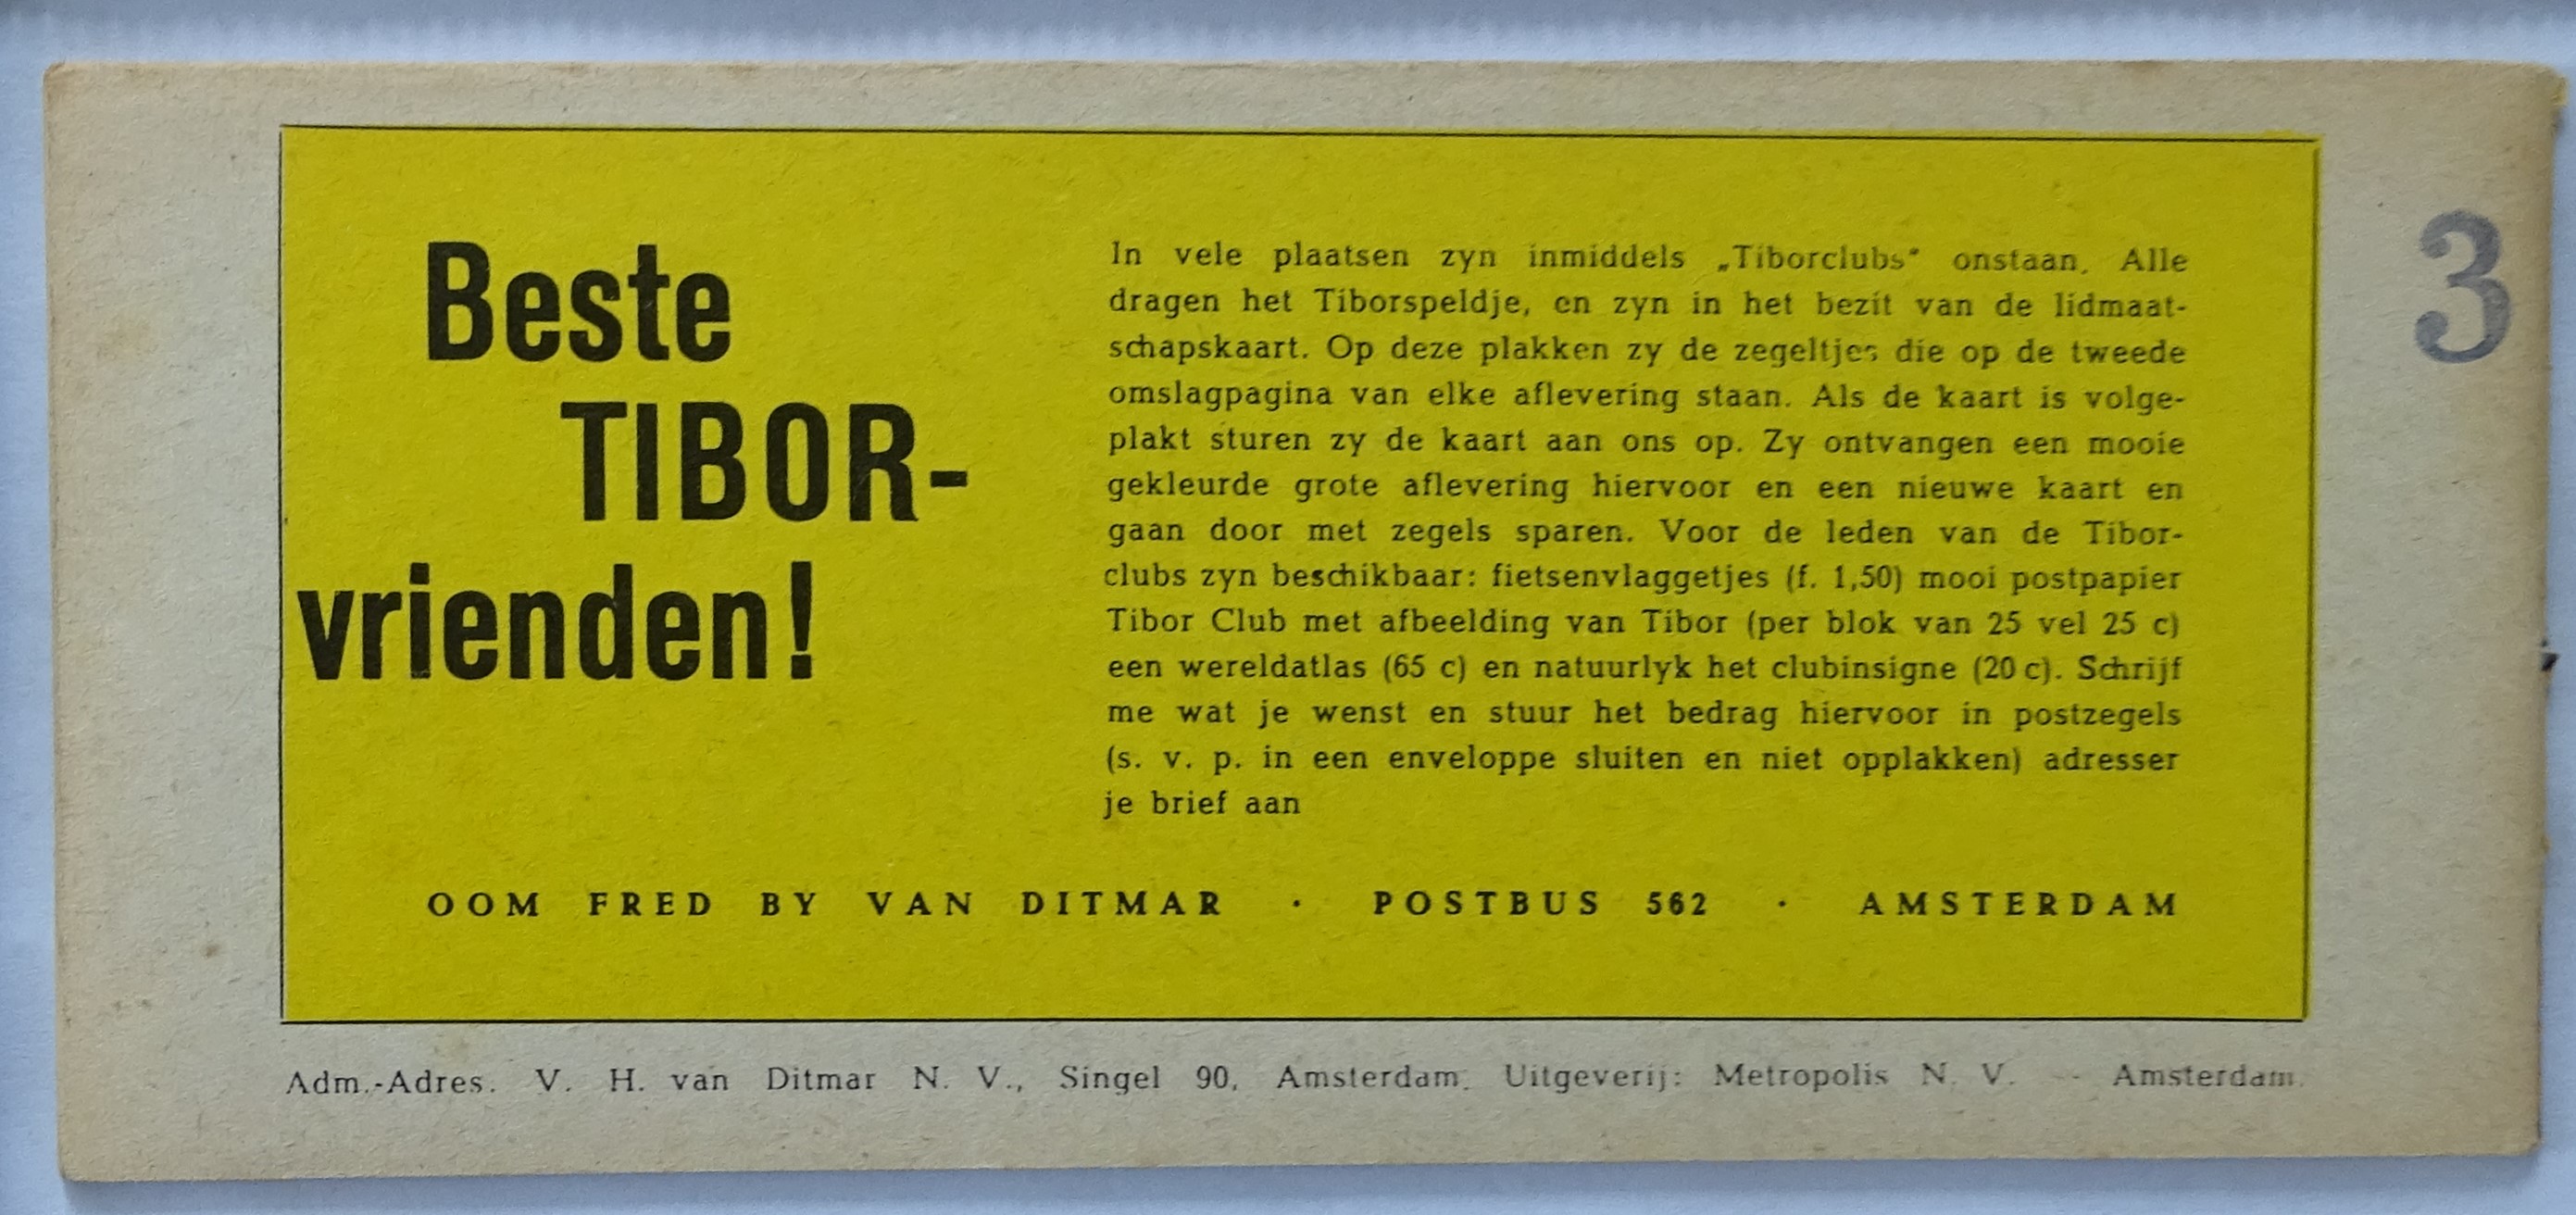 Beste
TIBOR-
vrienden!
In vele plaatsen zyn inmiddels „Tiborclubs" onstaan. Alle
dragen het Tiborspeldje, en zyn in het bezit van de lidmaat-
schapskaart. Op deze plakken zy de zegeltjes die op de tweede
omslagpagina van elke aflevering staan. Als de kaart is volge-
plakt sturen zy de kaart aan ons op. Zy ontvangen een mooie
gekleurde grote aflevering hiervoor en een nieuwe kaart en
gaan door met zegels sparen. Voor de leden van de Tibor-
clubs zyn beschikbaar: fietsenvlaggetjes (f. 1,50) mooi postpapier
Tibor Club met afbeelding van Tibor (per blok van 25 vel 25 c)
een wereldatlas (65 c) en natuurlyk het clubinsigne (20 c). Schrijf
me wat je wenst en stuur het bedrag hiervoor in postzegels
(s. v. p. in een enveloppe sluiten en niet opplakken) adresser
je brief aan
OOM FRED BY VAN DITMAR · POSTBUS 562 · AMSTERDAM
Adm.-Adres. V. H. van Ditmar N. V., Singel 90, Amsterdam. Uitgeverij: Metropolis N. V. -- Amsterdam.
3